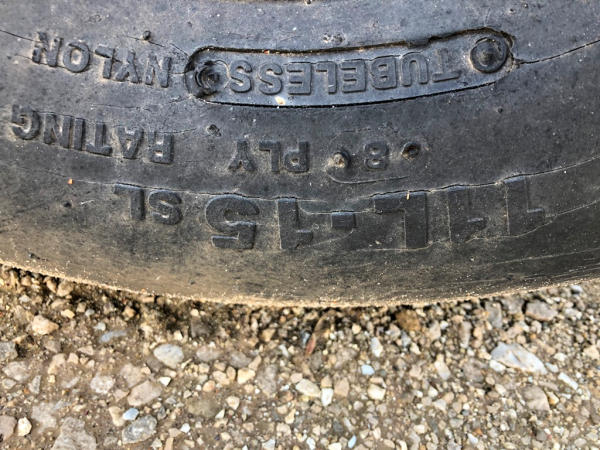 11L-15 SL
8 PLY RATING
TUBELESS NYLON